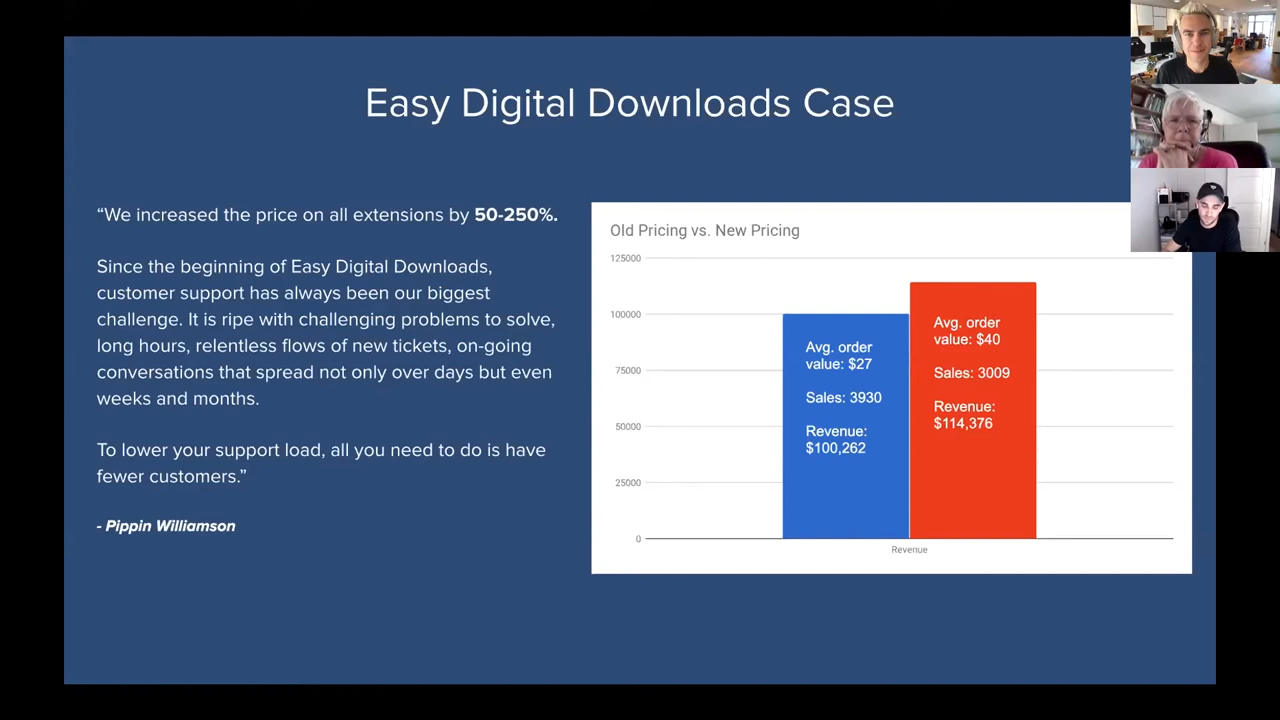 Easy Digital Downloads Case
“We increased the price on all extensions by 50-250%.
Since the beginning of Easy Digital Downloads,
customer support has always been our biggest
challenge. It is ripe with challenging problems to solve,
long hours, relentless flows of new tickets, on-going
conversations that spread not only over days but even
weeks and months.
To lower your support load, all you need to do is have
fewer customers.”
- Pippin Williamson
Old Pricing vs. New Pricing
125000
100000
75000
50000
25000
0
Avg. order
value: $27
Sales: 3930
Revenue:
$100,262
Avg. order
value: $40
Sales: 3009
Revenue:
$114,376
Revenue